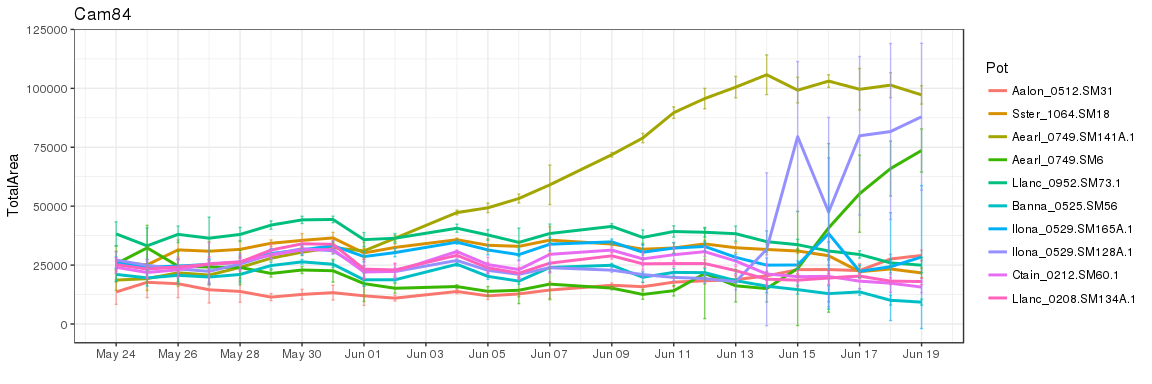 Cam84
TotalArea
125000
100000
75000
50000
25000
0
May 24 May 26 May 28 May 30 Jun 01 Jun 03 Jun 05 Jun 07 Jun 09 Jun 11 Jun 13 Jun 15 Jun 17 Jun 19
Pot
Aalon_0512.SM31
Sster_1064.SM18
Aearl_0749.SM141A.1
Aearl_0749.SM6
Llanc_0952.SM73.1
Banna_0525.SM56
Ilona_0529.SM165A.1
Ilona_0529.SM128A.1
Ctain_0212.SM60.1
Llanc_0208.SM134A.1